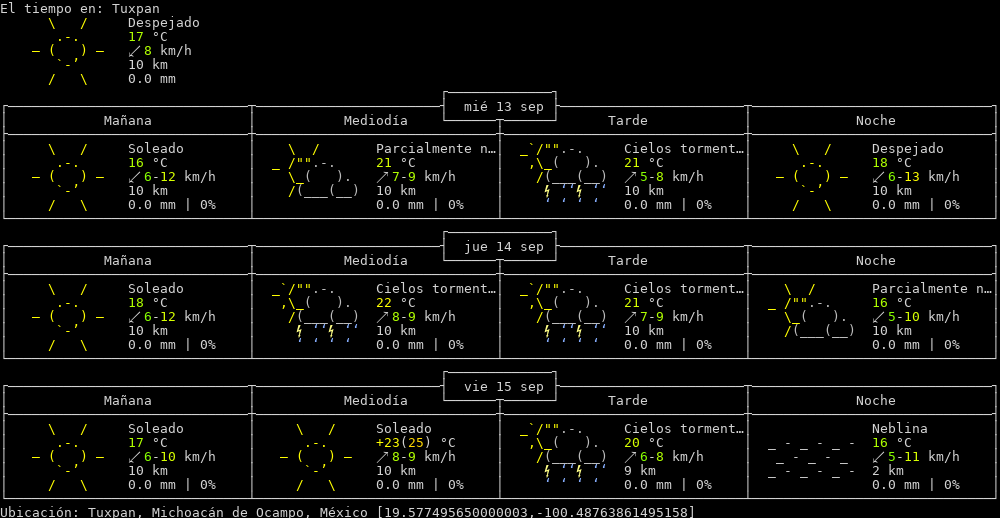 El tiempo en: Tuxpan
Despejado
17 °C
↙8 km/h
10 km
0.0 mm
mié 13 sep
Mañana Mediodía Tarde Noche
Soleado Parcialmente n… Cielos torment… Despejado
16 °C 21 °C 21 °C 18 °C
↙6-12 km/h ↗7-9 km/h ↗5-8 km/h ↙6-13 km/h
10 km 10 km 10 km 10 km
0.0 mm | 0% 0.0 mm | 0% 0.0 mm | 0% 0.0 mm | 0%
jue 14 sep
Mañana Mediodía Tarde Noche
Soleado Cielos torment… Cielos torment… Parcialmente n…
18 °C 22 °C 21 °C 16 °C
↙6-12 km/h ↗8-9 km/h ↗7-9 km/h ↙5-10 km/h
10 km 10 km 10 km 10 km
0.0 mm | 0% 0.0 mm | 0% 0.0 mm | 0% 0.0 mm | 0%
vie 15 sep
Mañana Mediodía Tarde Noche
Soleado Soleado Cielos torment… Neblina
17 °C +23(25) °C 20 °C 16 °C
↙6-10 km/h ↗8-9 km/h ↗6-8 km/h ↙5-11 km/h
10 km 10 km 9 km 2 km
0.0 mm | 0% 0.0 mm | 0% 0.0 mm | 0% 0.0 mm | 0%
Ubicación: Tuxpan, Michoacán de Ocampo, México [19.577495650000003,-100.48763861495158]